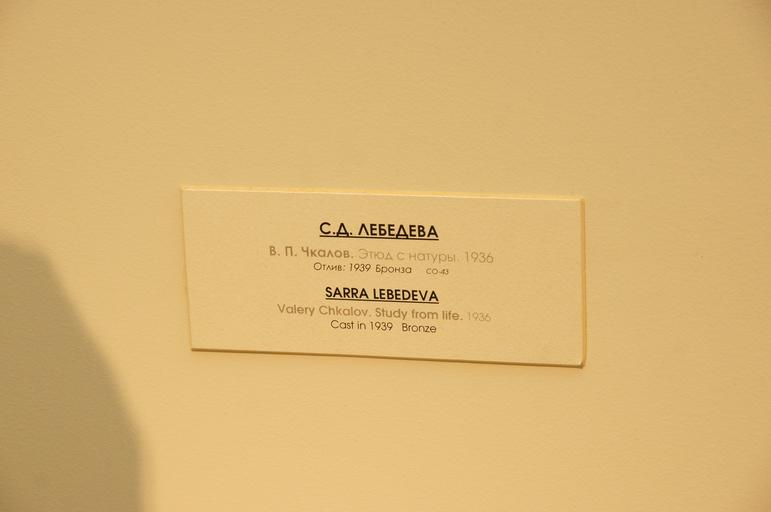 С.Д. ЛЕБЕДЕВА
В. П. Чкалов. Этюд с натуры. 1936
Отлив: 1939 Бронза СО-43
SARRA LEBEDEVA
Valery Chkalov. Study from life. 1936
Cast in 1939 Bronze